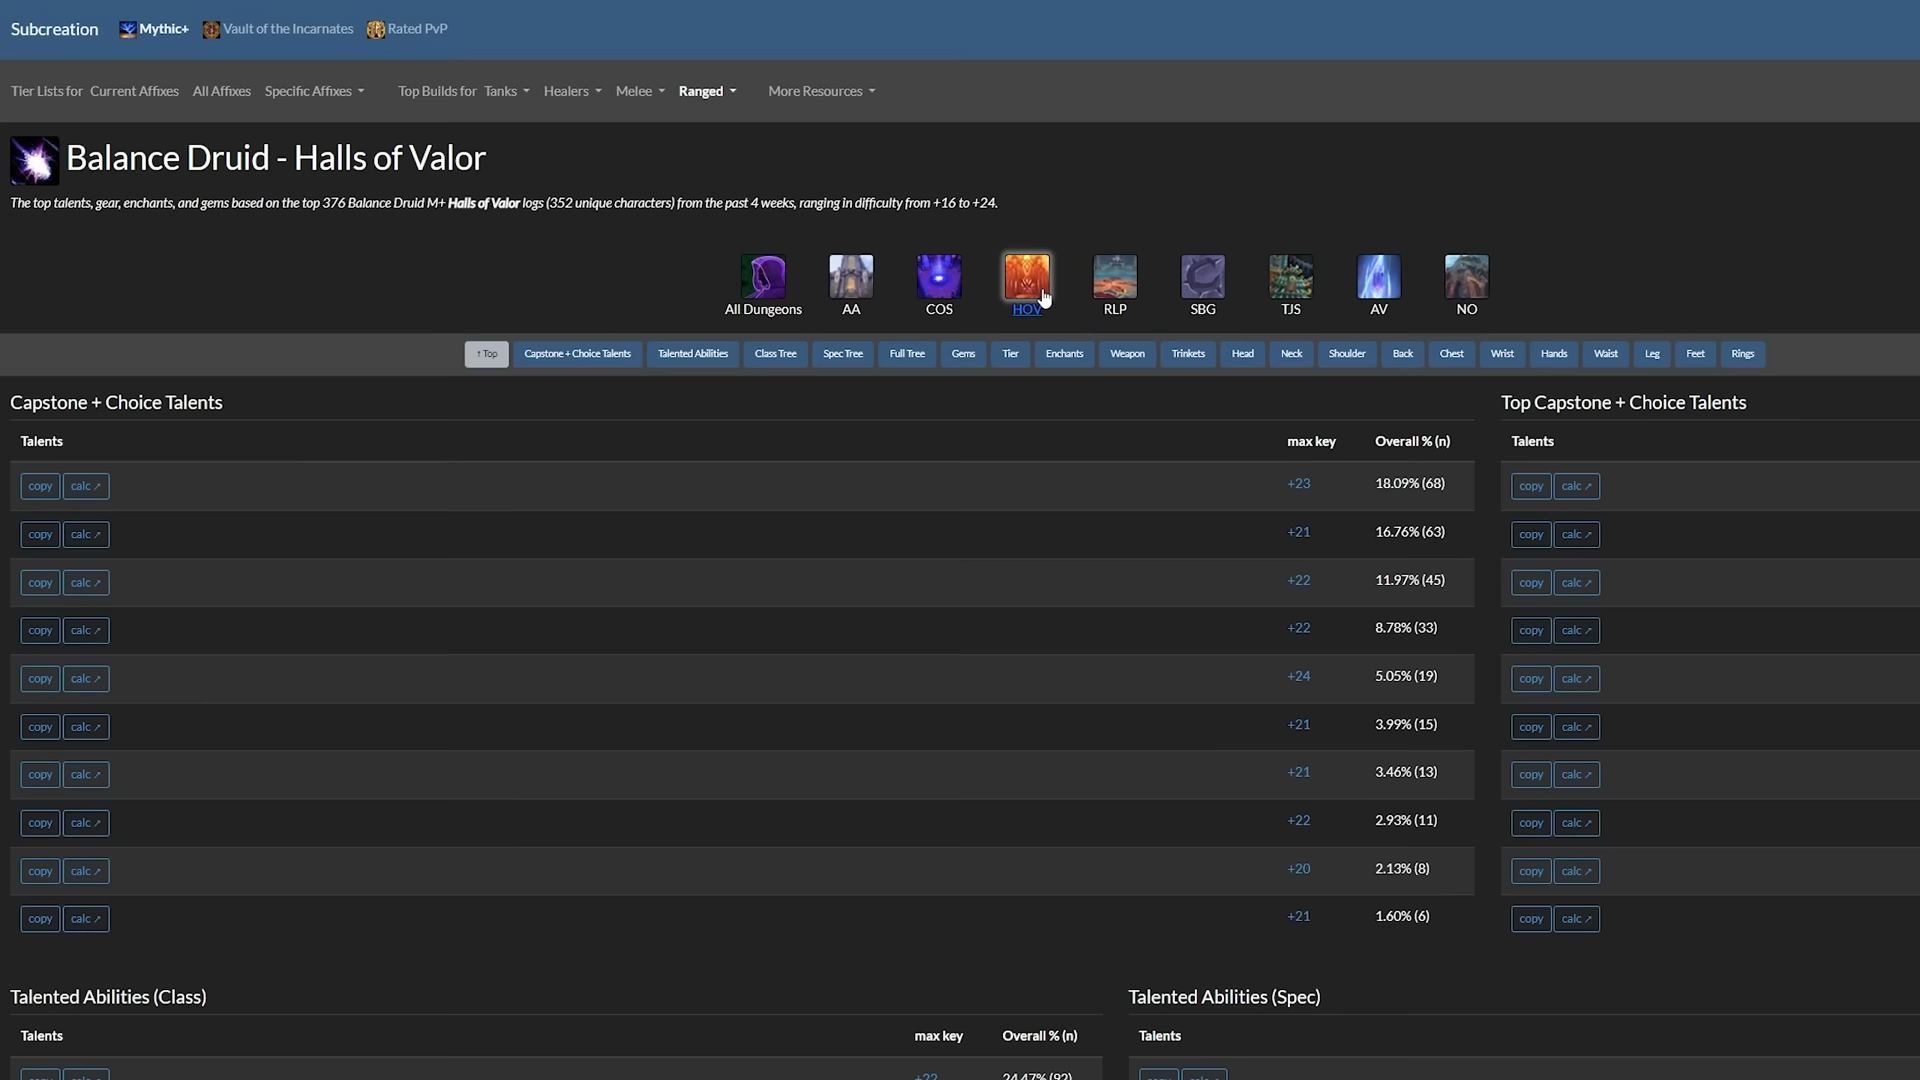 Subcreation Mythic+ Vault of the Incarnates Rated PvP
Tier Lists for Current Affixes All Affixes Specific Affixes Top Builds for Tanks Healers Melee Ranged More Resources
Balance Druid - Halls of Valor
The top talents, gear, enchants, and gems based on the top 376 Balance Druid M+ Halls of Valor logs (352 unique characters) from the past 4 weeks, ranging in difficulty from +16 to +24.
All Dungeons AA COS HOV RLP SBG TJS AV NO
↑ Top Capstone + Choice Talents Talented Abilities Class Tree Spec Tree Full Tree Gems Tier Enchants Weapon Trinkets Head Neck Shoulder Back Chest Wrist Hands Waist Leg Feet Rings
Capstone + Choice Talents Top Capstone + Choice Talents
Talents max key Overall % (n) Talents
copy calc ↗ +23 18.09% (68) copy calc ↗
copy calc ↗ +21 16.76% (63) copy calc ↗
copy calc ↗ +22 11.97% (45) copy calc ↗
copy calc ↗ +22 8.78% (33) copy calc ↗
copy calc ↗ +24 5.05% (19) copy calc ↗
copy calc ↗ +21 3.99% (15) copy calc ↗
copy calc ↗ +21 3.46% (13) copy calc ↗
copy calc ↗ +22 2.93% (11) copy calc ↗
copy calc ↗ +20 2.13% (8) copy calc ↗
copy calc ↗ +21 1.60% (6) copy calc ↗
Talented Abilities (Class) Talented Abilities (Spec)
Talents max key Overall % (n) Talents
+22 24.47% (92)